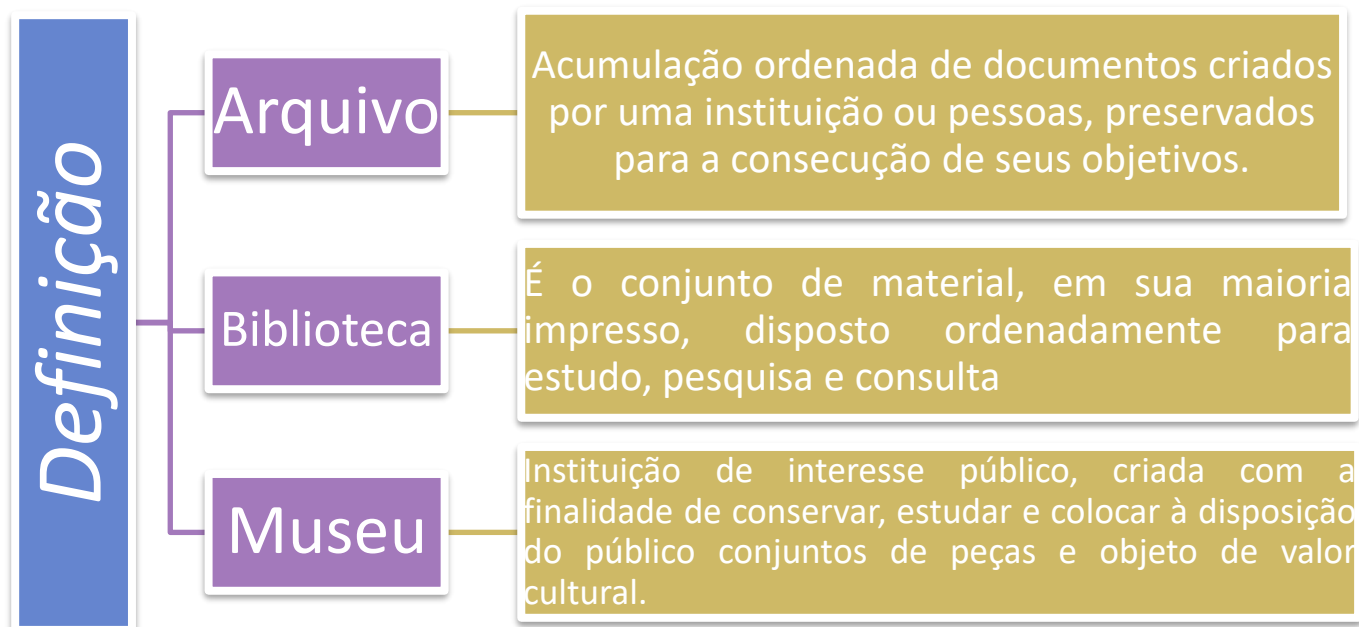 Definição
Arquivo
Acumulação ordenada de documentos criados
por uma instituição ou pessoas, preservados
para a consecução de seus objetivos.
Biblioteca
É o conjunto de material, em sua maioria
impresso, disposto ordenadamente para
estudo, pesquisa e consulta
Museu
Instituição de interesse público, criada com a
finalidade de conservar, estudar e colocar à disposição
do público conjuntos de peças e objeto de valor
cultural.